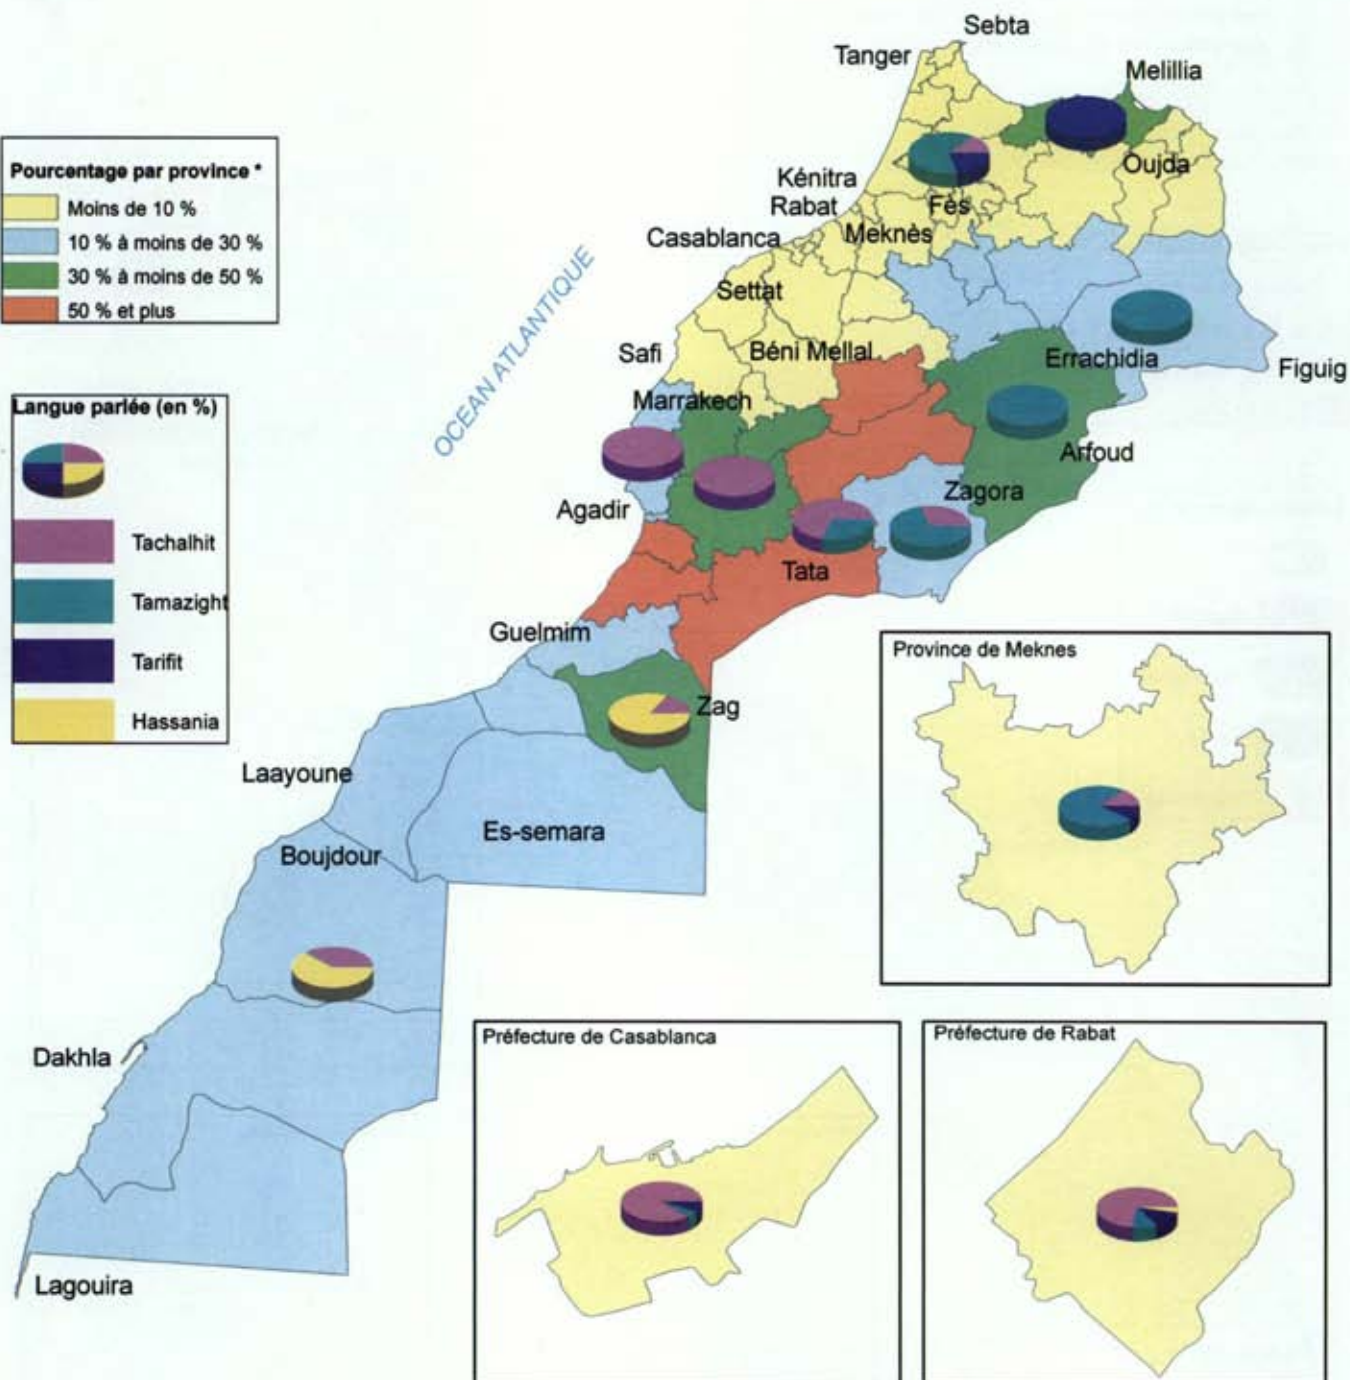 Sebta
Tanger
Melillia
Pourcentage par province *
Moins de 10 %
10 % à moins de 30 %
30 % à moins de 50 %
50 % et plus
Oujda
Kénitra
Rabat
Fès
Casablanca
Meknès
OCEAN ATLANTIQUE
Settat
Safi
Béni Mellal
Errachidia
Figuig
Marrakech
Arfoud
Agadir
Zagora
Tata
Langue parlée (en %)
Tachalhit
Tamazight
Tarifit
Hassania
Guelmim
Zag
Laayoune
Es-semara
Boujdour
Dakhla
Lagouira
Province de Meknes
Préfecture de Casablanca
Préfecture de Rabat